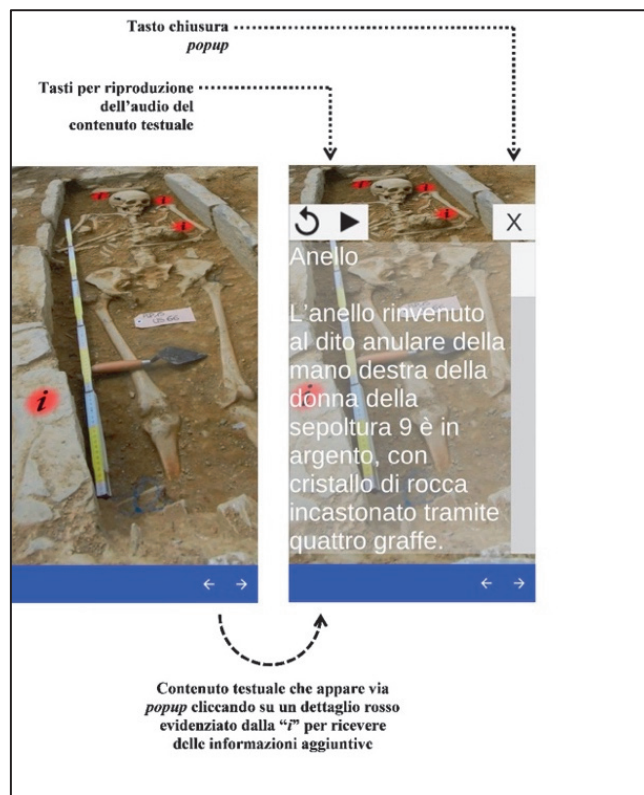 Tasto chiusura
popup
Tasti per riproduzione
dell'audio del
contenuto testuale
i
i
i
i
X
Anello
L'anello rinvenuto
al dito anulare della
mano destra della
donna della
sepoltura 9 è in
argento, con
cristallo di rocca
incastonato tramite
quattro graffe.
Contenuto testuale che appare via
popup cliccando su un dettaglio rosso
evidenziato dalla "i" per ricevere
delle informazioni aggiuntive